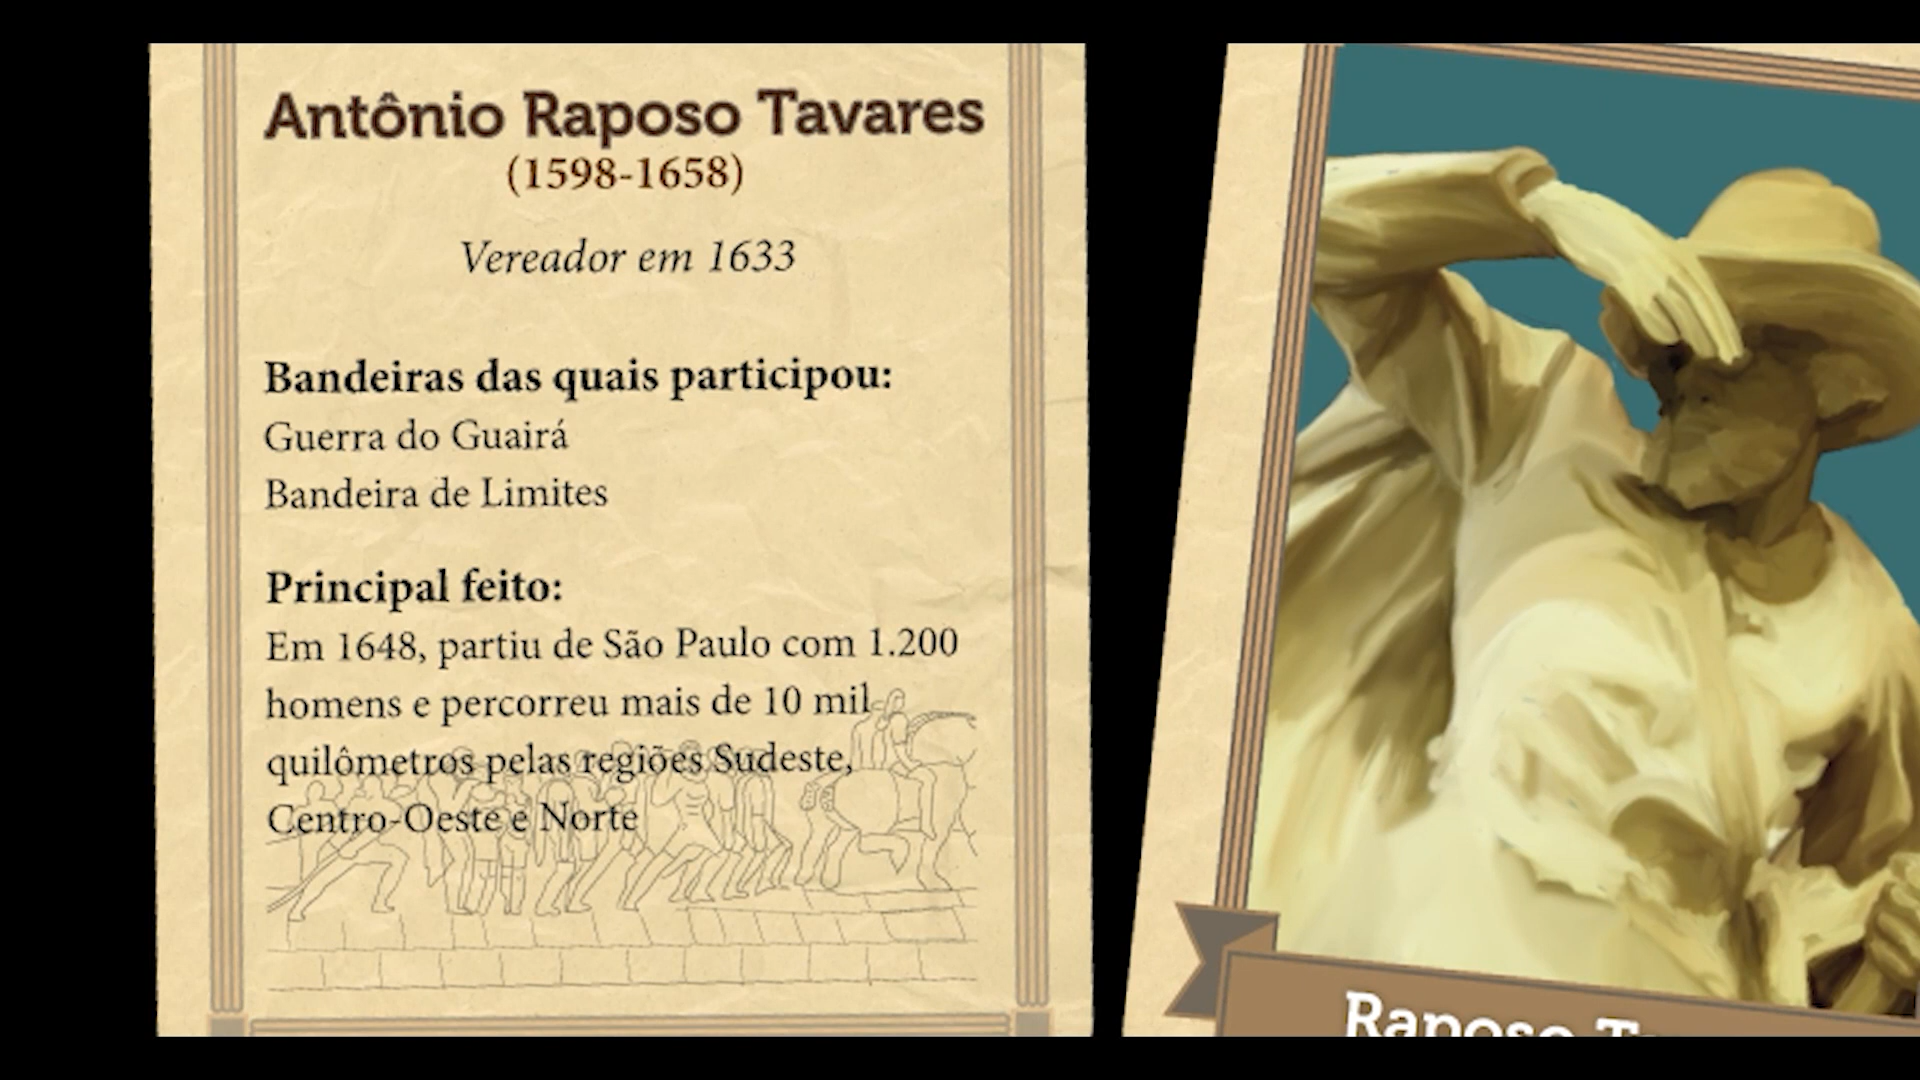 Antônio Raposo Tavares
(1598-1658)
Vereador em 1633
Bandeiras das quais participou:
Guerra do Guairá
Bandeira de Limites
Principal feito:
Em 1648, partiu de São Paulo com 1.200
homens e percorreu mais de 10 mil
quilômetros pelas regiões Sudeste,
Centro-Oeste e Norte
Raposo